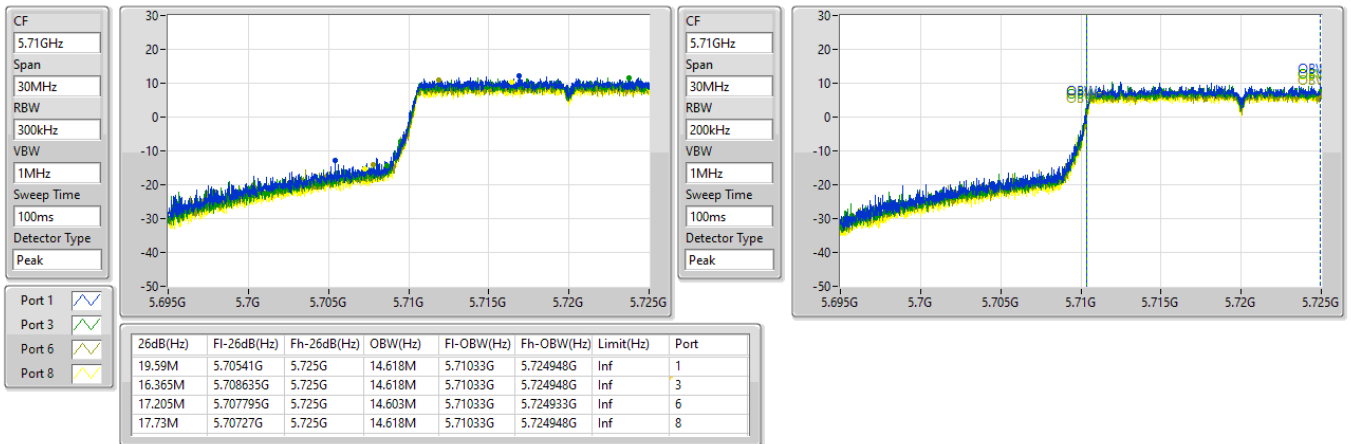 CF
5.71GHz
Span
30MHz
RBW
300kHz
VBW
1MHz
Sweep Time
100ms
Detector Type
Peak
30
20
10
0
-10
-20
-30
-40
-50
5.695G 5.7G 5.705G 5.71G 5.715G 5.72G 5.725G
CF
5.71GHz
Span
30MHz
RBW
200kHz
VBW
1MHz
Sweep Time
100ms
Detector Type
Peak
30
20
10
0
-10
-20
-30
-40
-50
5.695G 5.7G 5.705G 5.71G 5.715G 5.72G 5.725G
Port 1
Port 3
Port 6
Port 8
26dB(Hz) Fl-26dB(Hz) Fh-26dB(Hz) OBW(Hz) Fl-OBW(Hz) Fh-OBW(Hz) Limit(Hz) Port
19.59M 5.70541G 5.725G 14.618M 5.71033G 5.724948G Inf 1
16.365M 5.708635G 5.725G 14.618M 5.71033G 5.724948G Inf 3
17.205M 5.707795G 5.725G 14.603M 5.71033G 5.724933G Inf 6
17.73M 5.70727G 5.725G 14.618M 5.71033G 5.724948G Inf 8